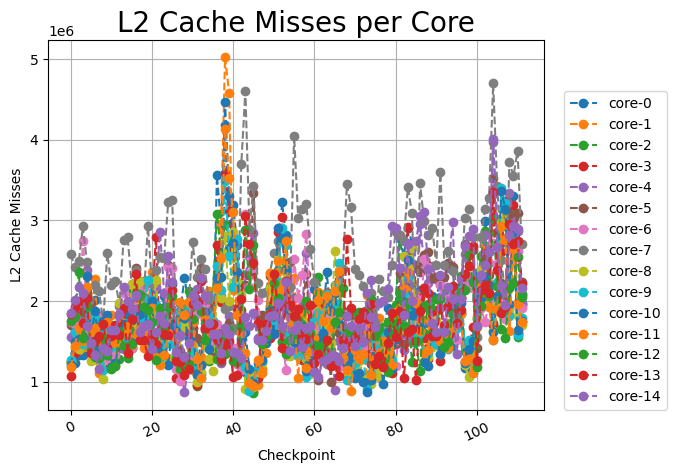 L2 Cache Misses per Core
1e6
5
4
3
2
1
L2 Cache Misses
0
20
40
60
80
100
Checkpoint
core-0
core-1
core-2
core-3
core-4
core-5
core-6
core-7
core-8
core-9
core-10
core-11
core-12
core-13
core-14